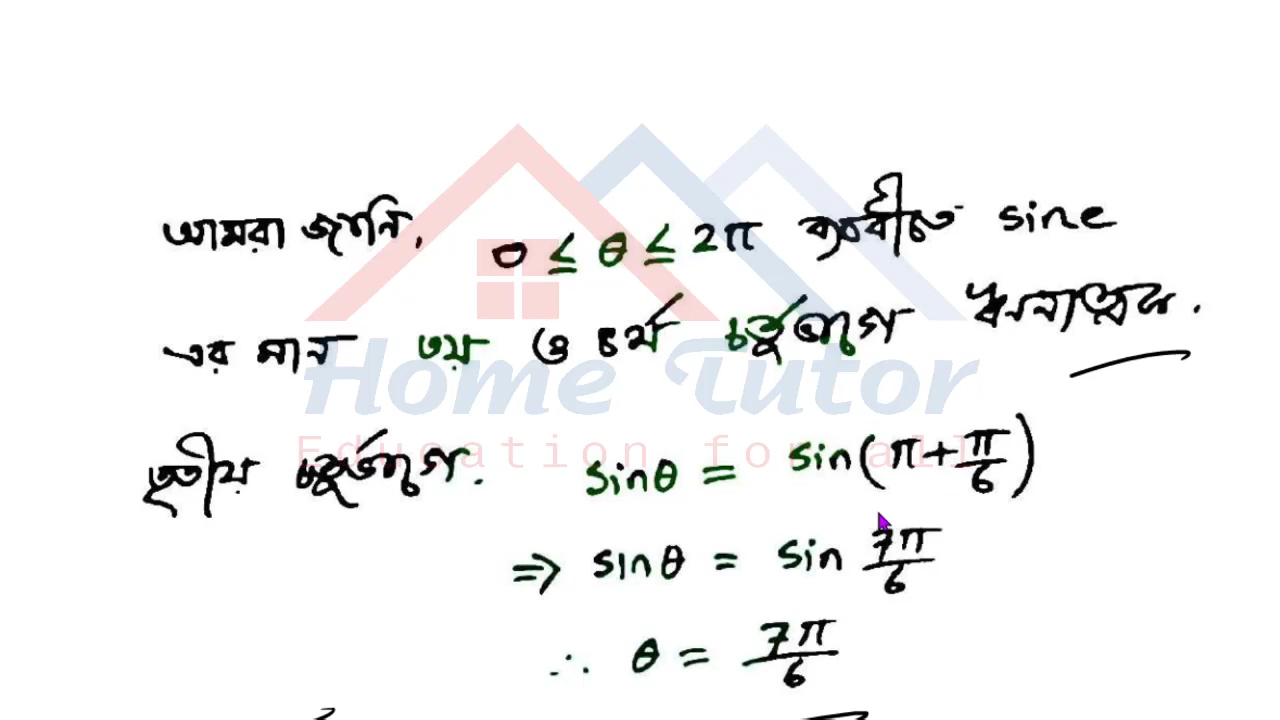 আমরা জানি, 0 ≤ θ ≤ 2π ব্যবধীতে sine
এর মান ৩য় ও ৪র্থ চতুর্ভাগে ঋণাত্মক.
Home Tutor
Education for all
তৃতীয় চতুর্ভাগে. sinθ = sin(π+π/6)
⇒ sinθ = sin 7π/6
∴ θ = 7π/6